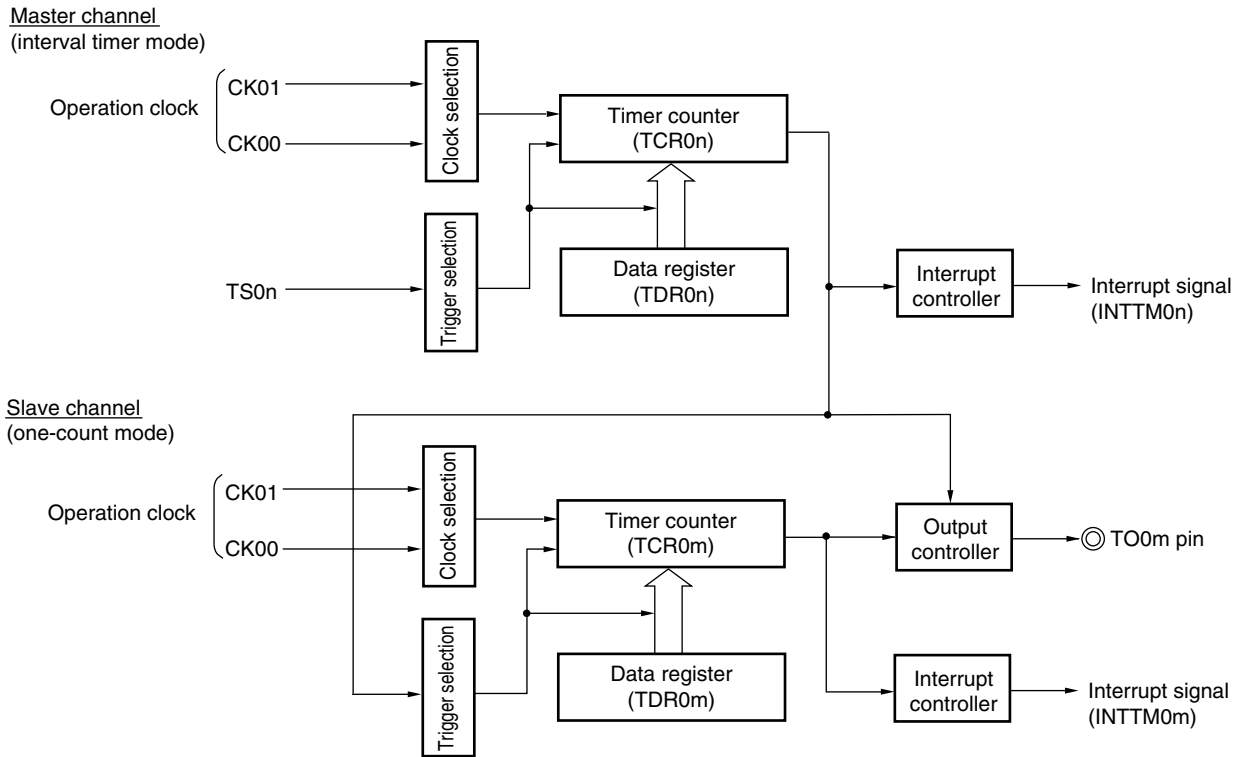 Master channel
(interval timer mode)
Operation clock
CK01
CK00
Clock selection
Timer counter
(TCR0n)
TS0n
Trigger selection
Data register
(TDR0n)
Interrupt
controller
Interrupt signal
(INTTM0n)
Slave channel
(one-count mode)
Operation clock
CK01
CK00
Clock selection
Timer counter
(TCR0m)
Output
controller
TO0m pin
Trigger selection
Data register
(TDR0m)
Interrupt
controller
Interrupt signal
(INTTM0m)